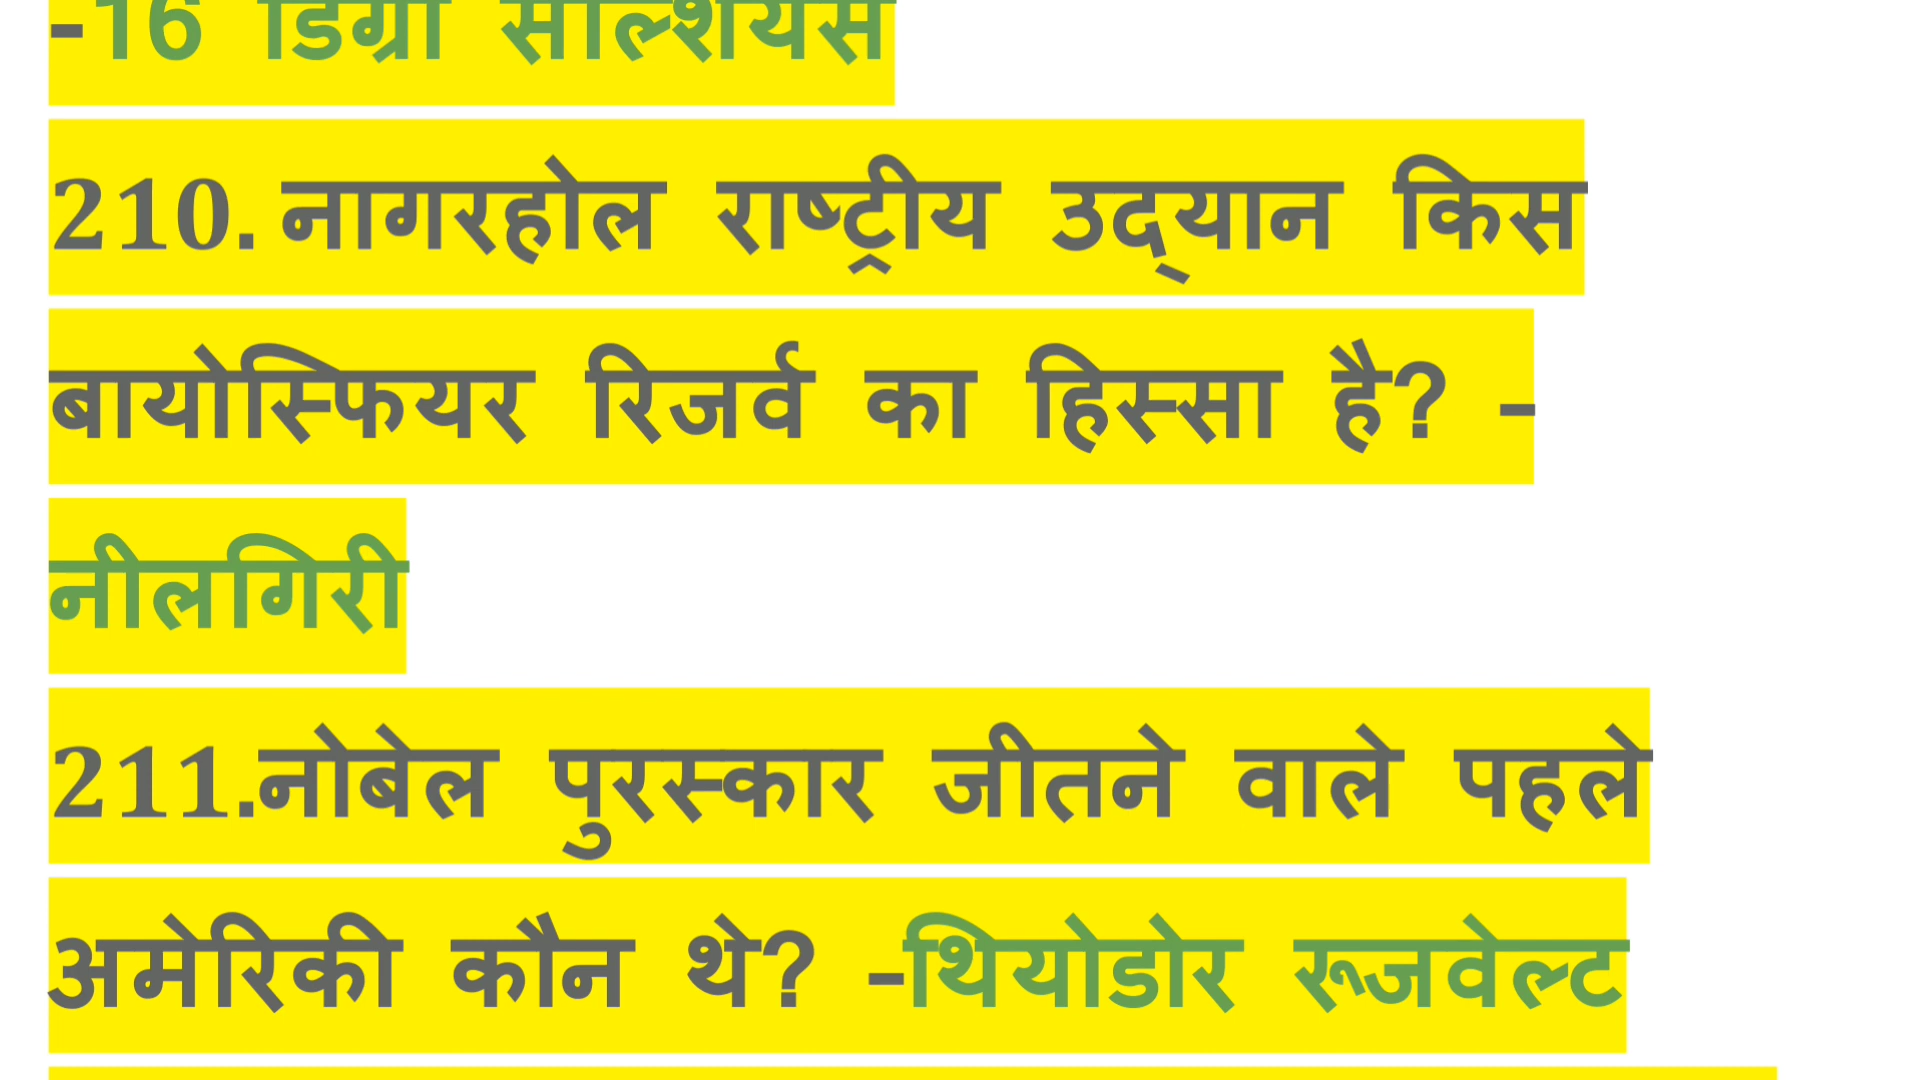 -16 डिग्री सेल्शियस
210. नागरहोल राष्ट्रीय उद्‌यान किस
बायोस्फियर रिजर्व का हिस्सा है? -
नीलगिरी
211.नोबेल पुरस्कार जीतने वाले पहले
अमेरिकी कौन थे? -थियोडोर रूजवेल्ट